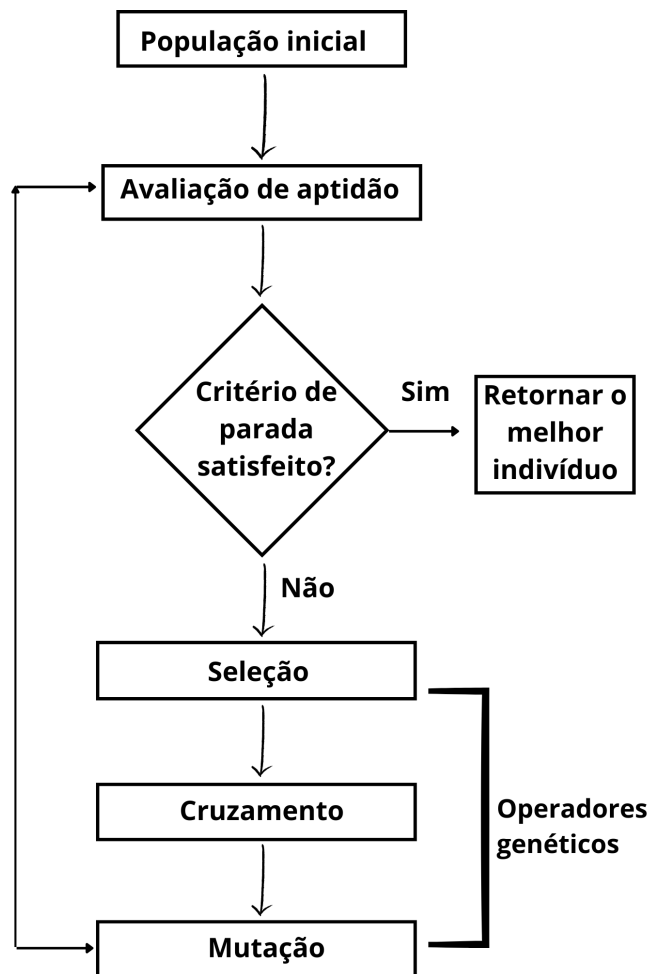 População inicial
Avaliação de aptidão
Critério de
parada
satisfeito?
Sim
Retornar o
melhor
indivíduo
Não
Seleção
Cruzamento
Operadores
genéticos
Mutação